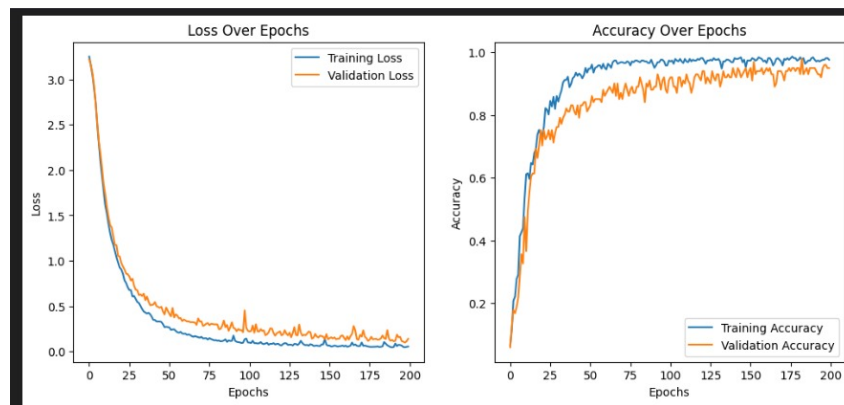 Loss Over Epochs
Training Loss
Validation Loss
3.0
2.5
2.0
1.5
1.0
0.5
0.0
Loss
0 25 50 75 100 125 150 175 200
Epochs
Accuracy Over Epochs
1.0
0.8
0.6
0.4
0.2
Accuracy
Training Accuracy
Validation Accuracy
0 25 50 75 100 125 150 175 200
Epochs